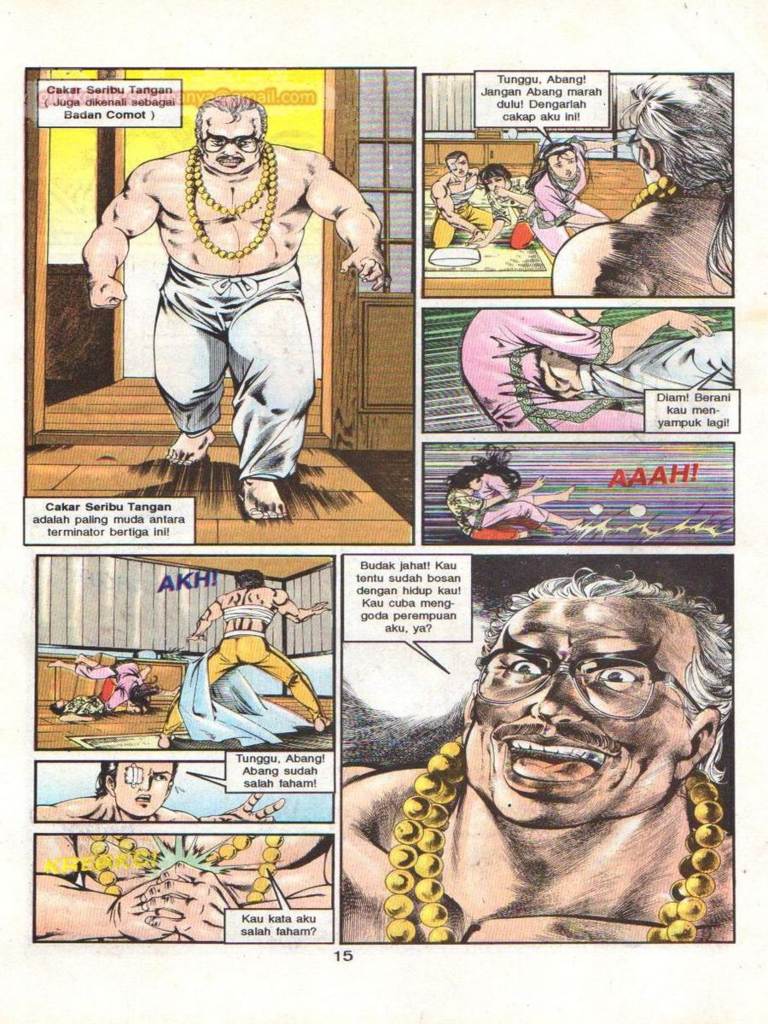 Cakar Seribu Tangan
( Juga dikenali sebagai
Badan Comot )
nya@gmail.com
Cakar Seribu Tangan
adalah paling muda antara
terminator bertiga ini!
Tunggu, Abang!
Jangan Abang marah
dulu! Dengarlah
cakap aku ini!
Diam! Berani
kau men-
yampuk lagi!
AAAH!
AKH!
Tunggu, Abang!
Abang sudah
salah faham!
Kau kata aku
salah faham?
Budak jahat! Kau
tentu sudah bosan
dengan hidup kau!
Kau cuba meng-
goda perempuan
aku, ya?
15